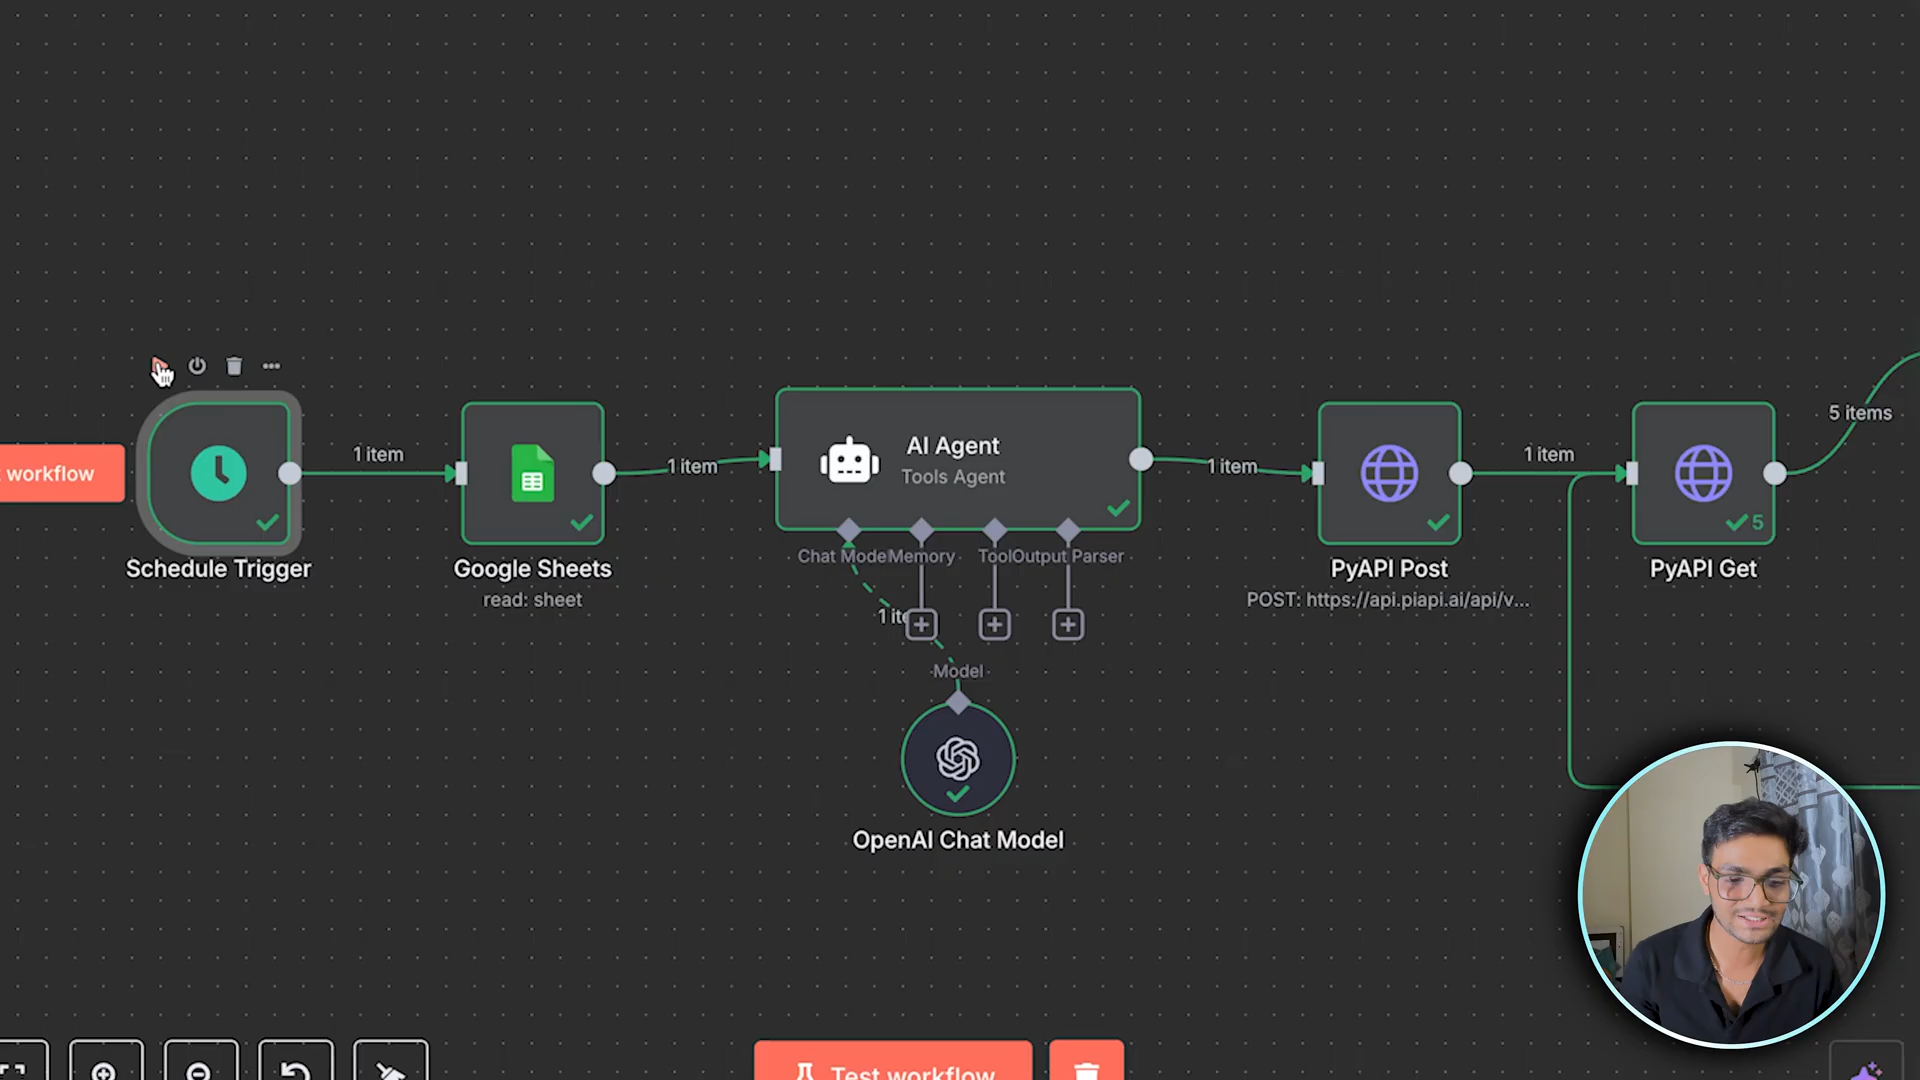 1 item
1 item
1 item
1 item
5 items
workflow
AI Agent
Tools Agent
5
Schedule Trigger
Google Sheets
read: sheet
Chat Model
Memory
Tool
Output Parser
PyAPI Post
POST: https://api.piapi.ai/api/v...
PyAPI Get
1 ite
Model
OpenAI Chat Model
Test workflow